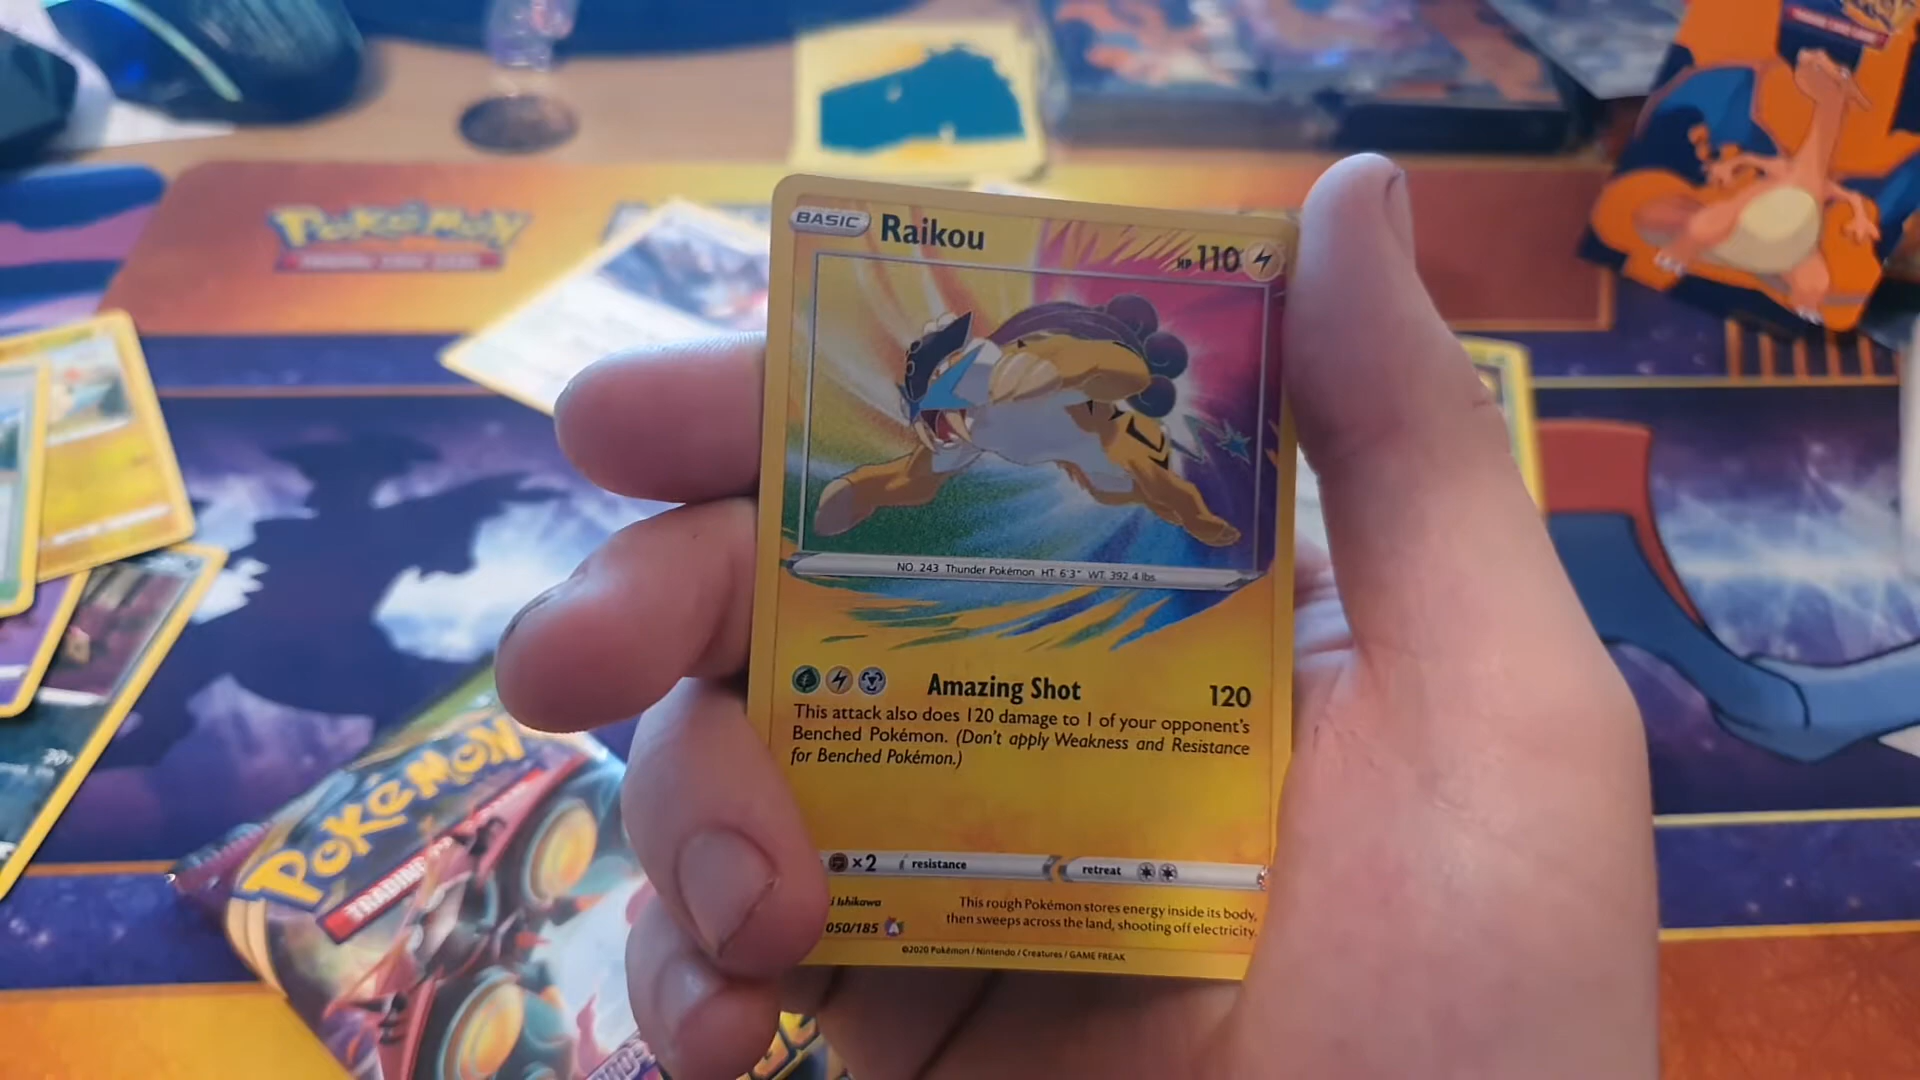 POKéMON
TRADING CARD GAME
BASIC Raikou HP 110
NO. 243 Thunder Pokémon HT. 6'3" WT. 392.4 lbs.
Amazing Shot 120
This attack also does 120 damage to 1 of your opponent's
Benched Pokémon. (Don't apply Weakness and Resistance
for Benched Pokémon.)
×2 resistance retreat
i Ishikawa
050/185
This rough Pokémon stores energy inside its body,
then sweeps across the land, shooting off electricity.
©2020 Pokémon / Nintendo / Creatures / GAME FREAK
POKéMON
TRADING